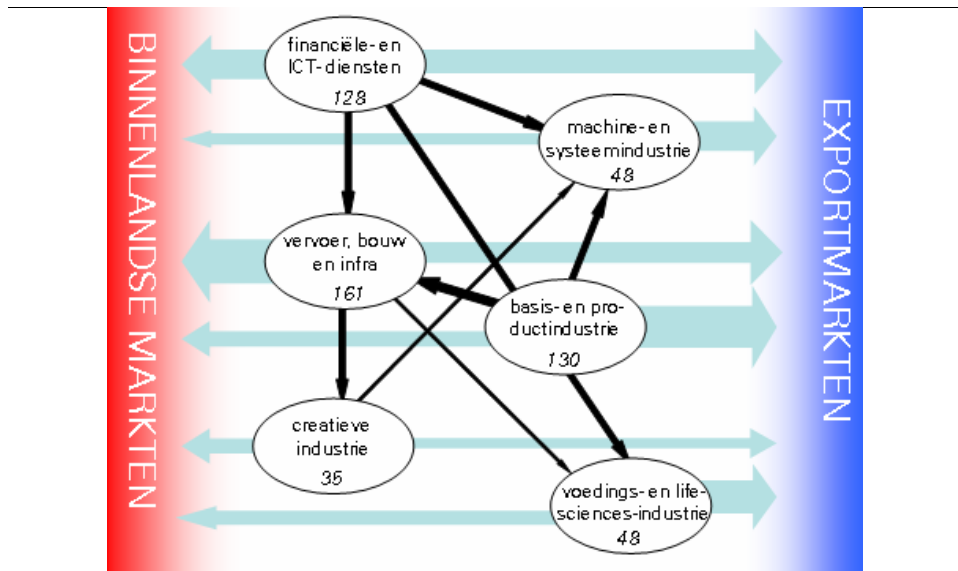 BINNENLANDSE MARKTEN
financiële- en
ICT-diensten
128
machine- en
systeemindustrie
48
vervoer, bouw
en infra
161
basis- en pro-
ductindustrie
130
creatieve
industrie
35
voedings- en life-
sciences-industrie
48
EXPORTMARKTEN